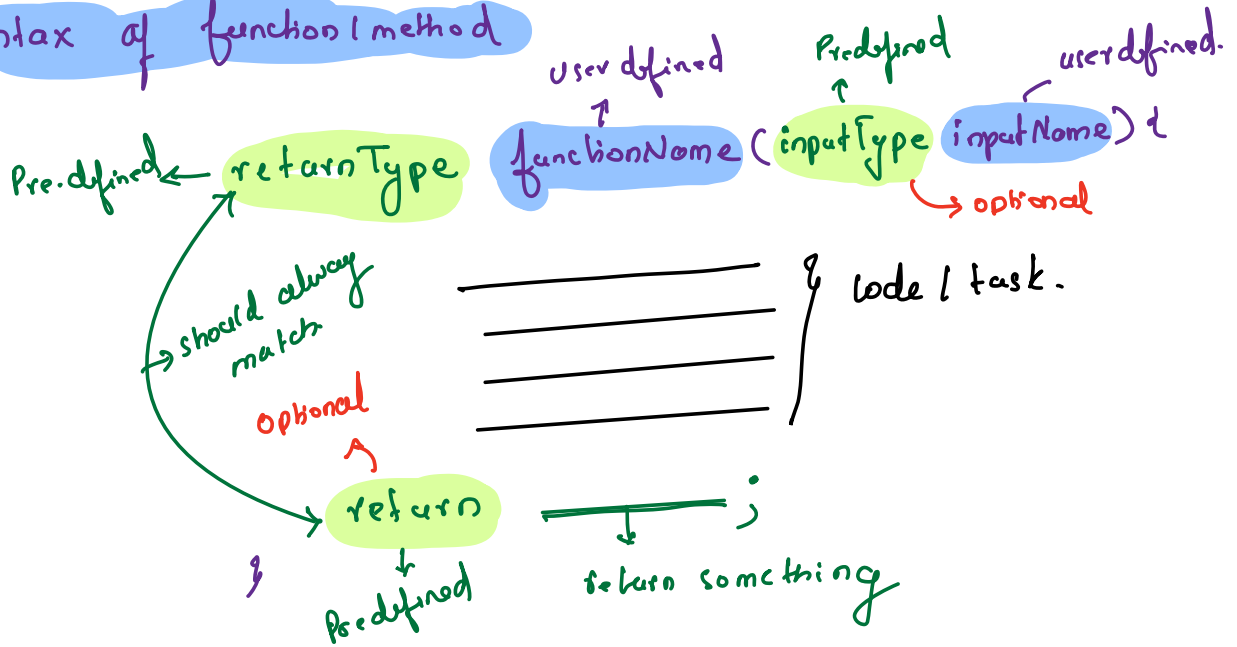 ntax of function / method
userdefined
Predefined
userdefined.
Pre.defined ← returnType functionName ( inputType inputName ) {
optional
should alway
match
} code / task.
optional
return ;
}
Predefined
return something